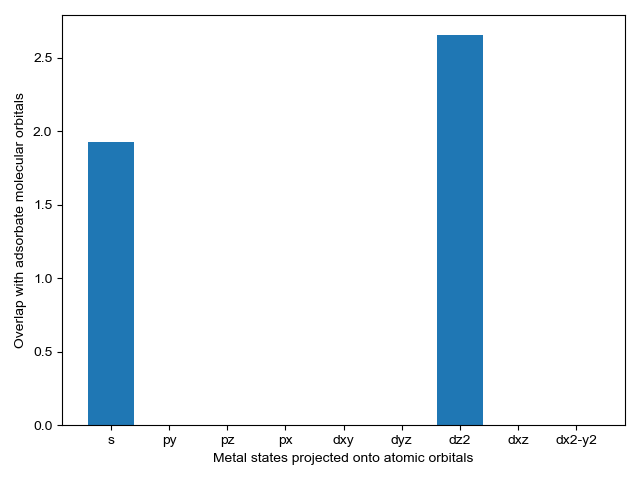 Overlap with adsorbate molecular orbitals
2.5
2.0
1.5
1.0
0.5
0.0
s py pz px dxy dyz dz2 dxz dx2-y2
Metal states projected onto atomic orbitals